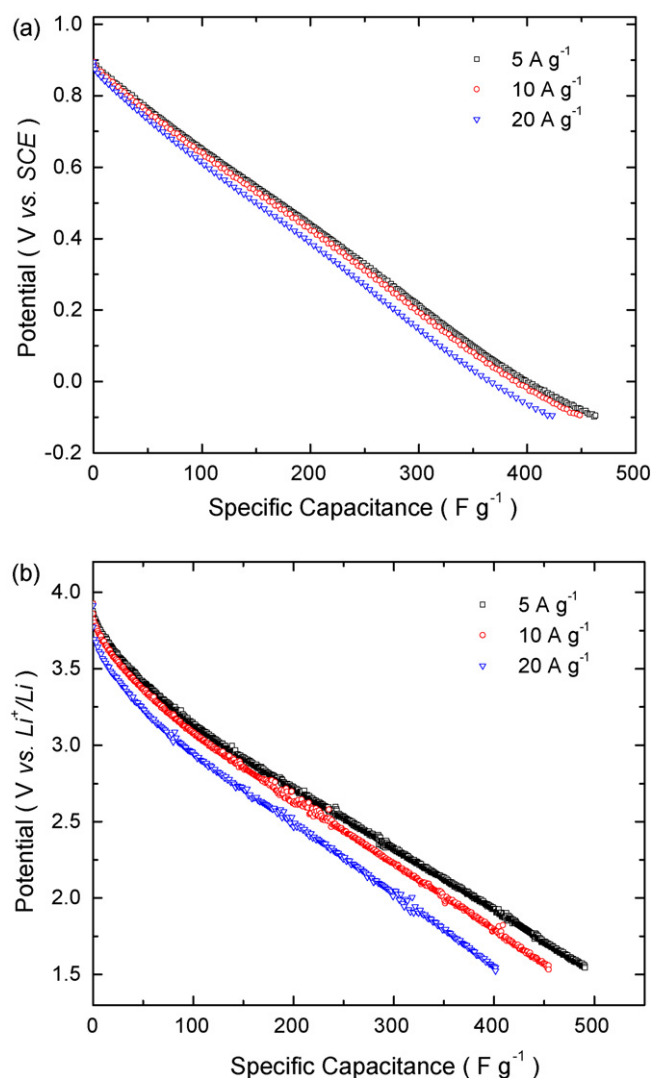 (a)
1.0
0.8
0.6
0.4
0.2
0.0
-0.2
Potential ( V vs. SCE )
5 A g⁻¹
10 A g⁻¹
20 A g⁻¹
0 100 200 300 400 500
Specific Capacitance ( F g⁻¹ )
(b)
4.0
3.5
3.0
2.5
2.0
1.5
Potential ( V vs. Li⁺/Li )
5 A g⁻¹
10 A g⁻¹
20 A g⁻¹
0 100 200 300 400 500
Specific Capacitance ( F g⁻¹ )